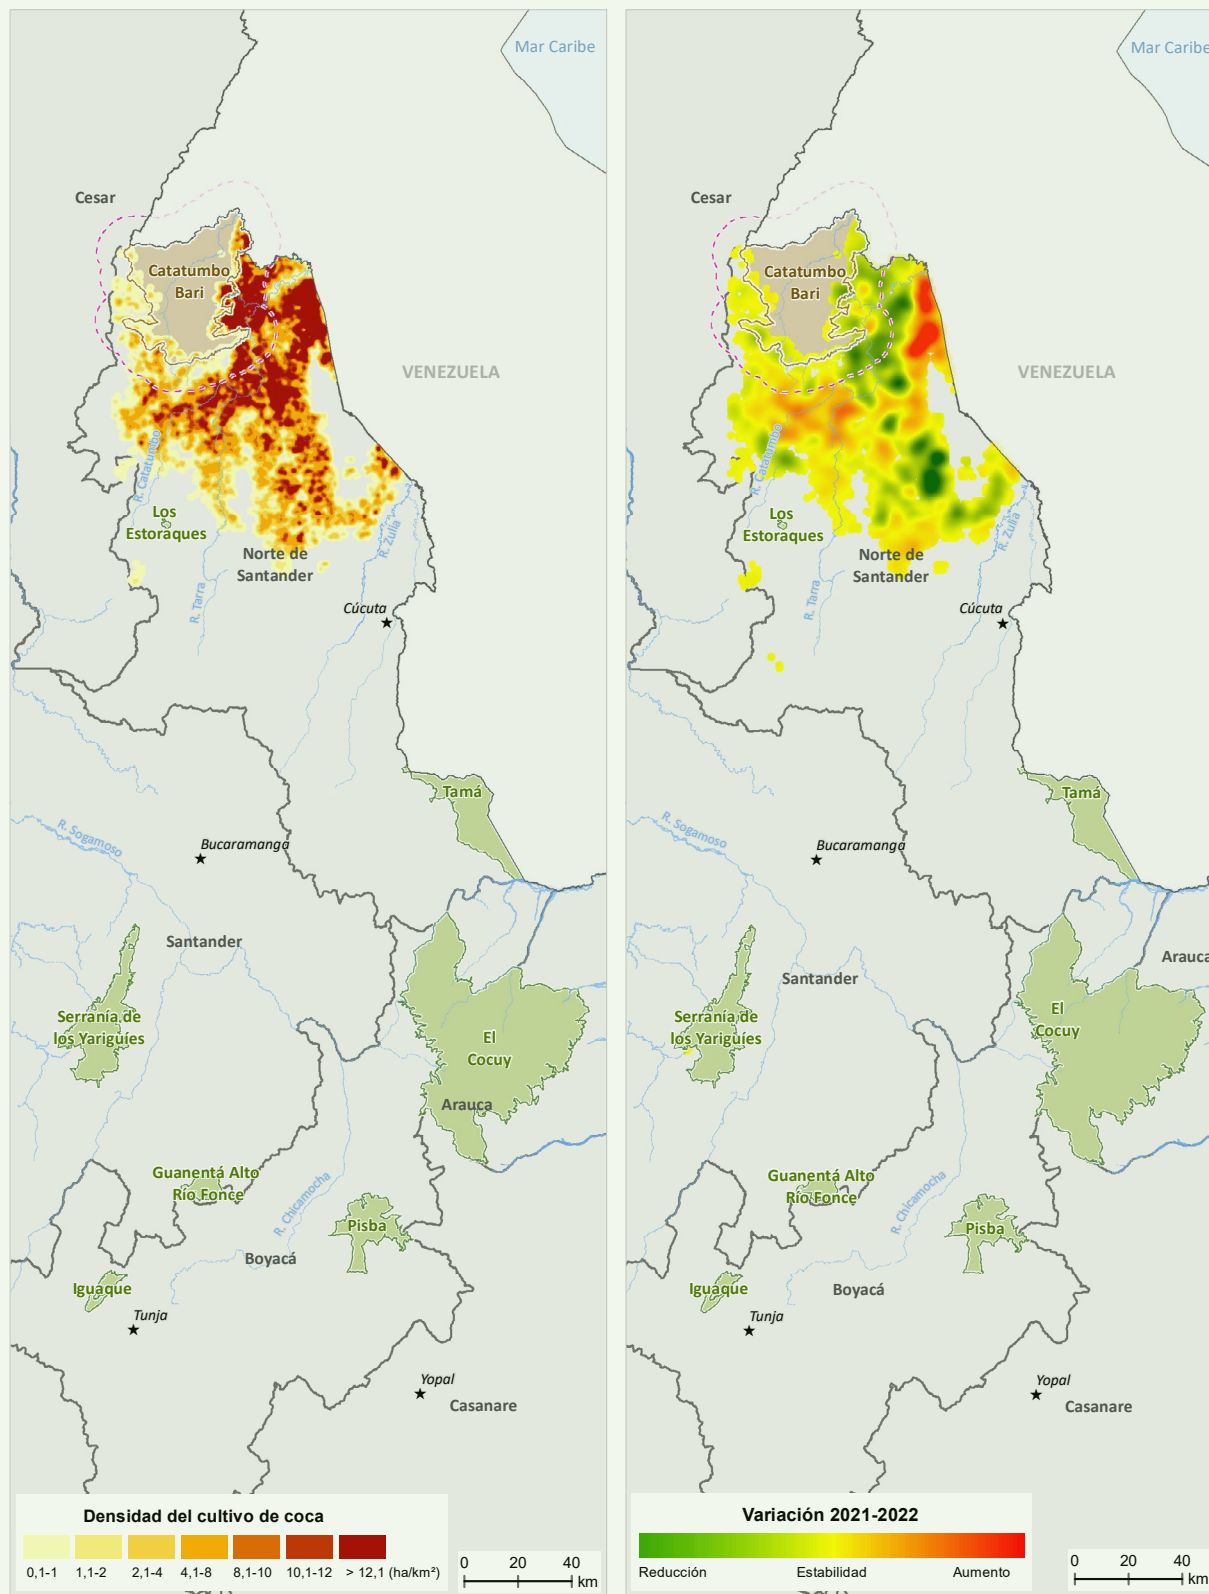 Mar Caribe
Cesar
Catatumbo
Bari
VENEZUELA
R. Catatumbo
Los
Estoraques
R. Zulia
Norte de
Santander
R. Tarra
Cúcuta
Tamá
R. Sogamoso
Bucaramanga
Santander
Serranía de
los Yariguíes
El
Cocuy
Arauca
Guanentá Alto
Río Fonce
R. Chicamocha
Pisba
Boyacá
Iguaque
Tunja
Yopal
Casanare
Densidad del cultivo de coca
0,1-1 1,1-2 2,1-4 4,1-8 8,1-10 10,1-12 > 12,1 (ha/km²)
0 20 40
km
Mar Caribe
Cesar
Catatumbo
Bari
VENEZUELA
R. Catatumbo
Los
Estoraques
R. Zulia
Norte de
Santander
R. Tarra
Cúcuta
Tamá
R. Sogamoso
Bucaramanga
Arauca
Santander
Serranía de
los Yariguíes
El
Cocuy
Guanentá Alto
Río Fonce
R. Chicamocha
Pisba
Boyacá
Iguaque
Tunja
Yopal
Casanare
Variación 2021-2022
Reducción Estabilidad Aumento
0 20 40
km